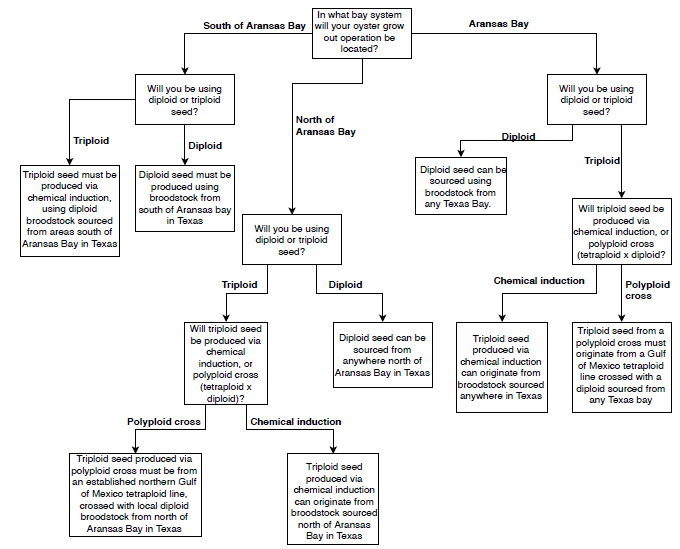 In what bay system
will your oyster grow
out operation be
located?
South of Aransas Bay
Aransas Bay
North of
Aransas Bay
Will you be using
diploid or triploid
seed?
Triploid
Diploid
Triploid seed must be
produced via
chemical induction,
using diploid
broodstock sourced
from areas south of
Aransas Bay in Texas
Diploid seed must be
produced using
broodstock from
south of Aransas bay
in Texas
Will you be using
diploid or triploid
seed?
Diploid
Triploid
Diploid seed can be
sourced using
broodstock from
any Texas Bay.
Will triploid seed be
produced via
chemical induction, or
polyploid cross
(tetraploid x diploid?
Chemical induction
Polyploid
cross
Triploid seed
produced via
chemical induction
can originate from
broodstock sourced
anywhere in Texas
Triploid seed from a
polyploid cross must
originate from a Gulf
of Mexico tetraploid
line crossed with a
diploid sourced from
any Texas bay
Will you be using
diploid or triploid
seed?
Triploid
Diploid
Will triploid seed
be produced via
chemical
induction, or
polyploid cross
(tetraploid x
diploid)?
Diploid seed can be
sourced from
anywhere north of
Aransas Bay in Texas
Polyploid cross
Chemical induction
Triploid seed produced via
polyploid cross must be from
an established northern Gulf
of Mexico tetraploid line,
crossed with local diploid
broodstock from north of
Aransas Bay in Texas
Triploid seed
produced via
chemical induction
can originate from
broodstock sourced
north of Aransas
Bay in Texas